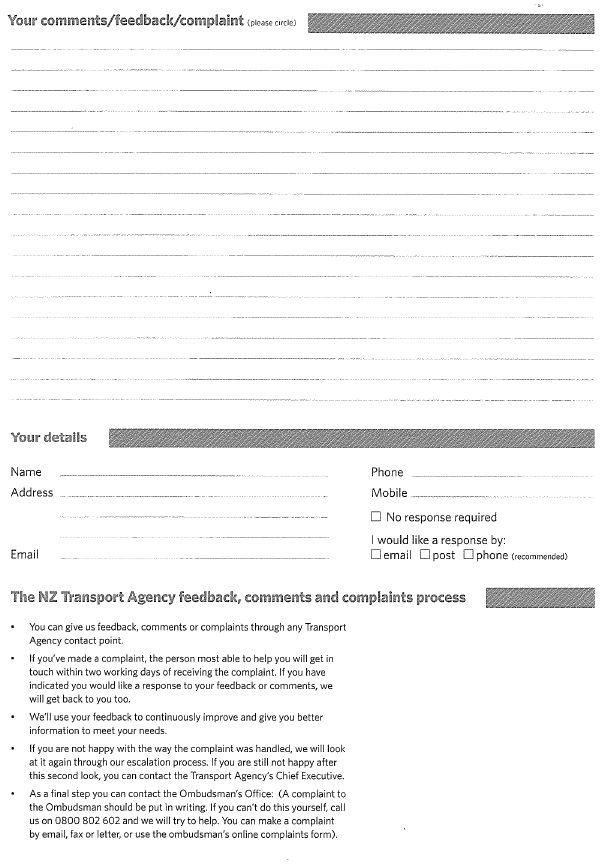 Your comments/feedback/complaint (please circle)
Your details
Name
Phone
Address
Mobile
☐ No response required
I would like a response by:
Email
☐ email ☐ post ☐ phone (recommended)
The NZ Transport Agency feedback, comments and complaints process
• You can give us feedback, comments or complaints through any Transport
Agency contact point.
• If you've made a complaint, the person most able to help you will get in
touch within two working days of receiving the complaint. If you have
indicated you would like a response to your feedback or comments, we
will get back to you too.
• We'll use your feedback to continuously improve and give you better
information to meet your needs.
• If you are not happy with the way the complaint was handled, we will look
at it again through our escalation process. If you are still not happy after
this second look, you can contact the Transport Agency's Chief Executive.
• As a final step you can contact the Ombudsman's Office: (A complaint to
the Ombudsman should be put in writing. If you can't do this yourself, call
us on 0800 802 602 and we will try to help. You can make a complaint
by email, fax or letter, or use the ombudsman's online complaints form).